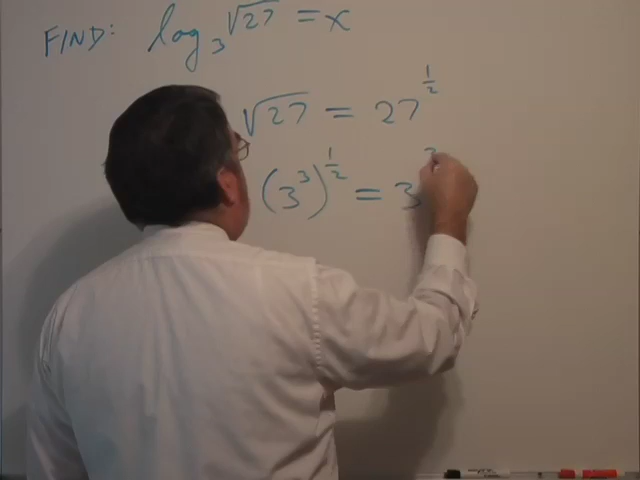 FIND: log₃ √27 = x
√27 = 27^(1/2)
(3³)^(1/2) = 3